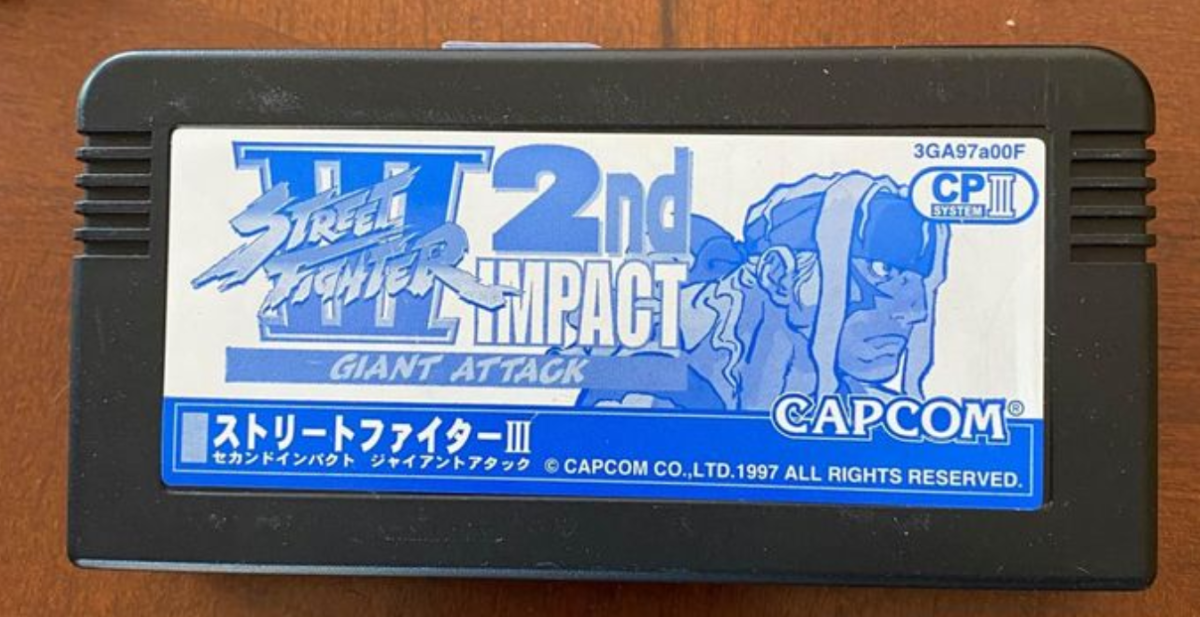 3GA97a00F
CP SYSTEM III
STREET FIGHTER III
2nd IMPACT
GIANT ATTACK
CAPCOM®
ストリートファイターIII
セカンドインパクト ジャイアントアタック
© CAPCOM CO.,LTD.1997 ALL RIGHTS RESERVED.